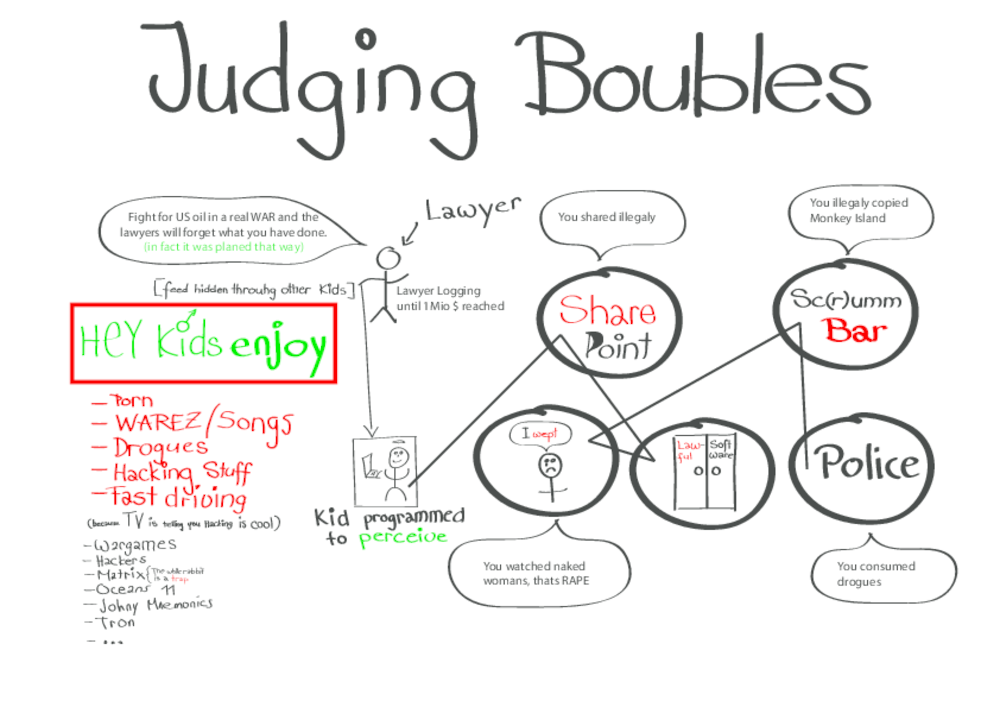 Judging Boubles
Fight for US oil in a real WAR and the
lawyers will forget what you have done.
(in fact it was planed that way)
Lawyer
You shared illegaly
You illegaly copied
Monkey Island
[feed hidden throuhg other Kids]
Lawyer Logging
until 1 Mio $ reached
HEY Kids enjoy
Share
Point
Sc(r)umm
Bar
- Porn
- WAREZ/Songs
- Drogues
- Hacking Stuff
- Fast driving
(because TV is telling you Hacking is cool)
- Wargames
- Hackers
- Matrix{The white rabbit
is a trap
- Oceans 11
- Johny Mnemonics
- Tron
- ...
Kid programmed
to perceive
I wept
Law-
ful
Soft
ware
Police
You watched naked
womans, thats RAPE
You consumed
drogues